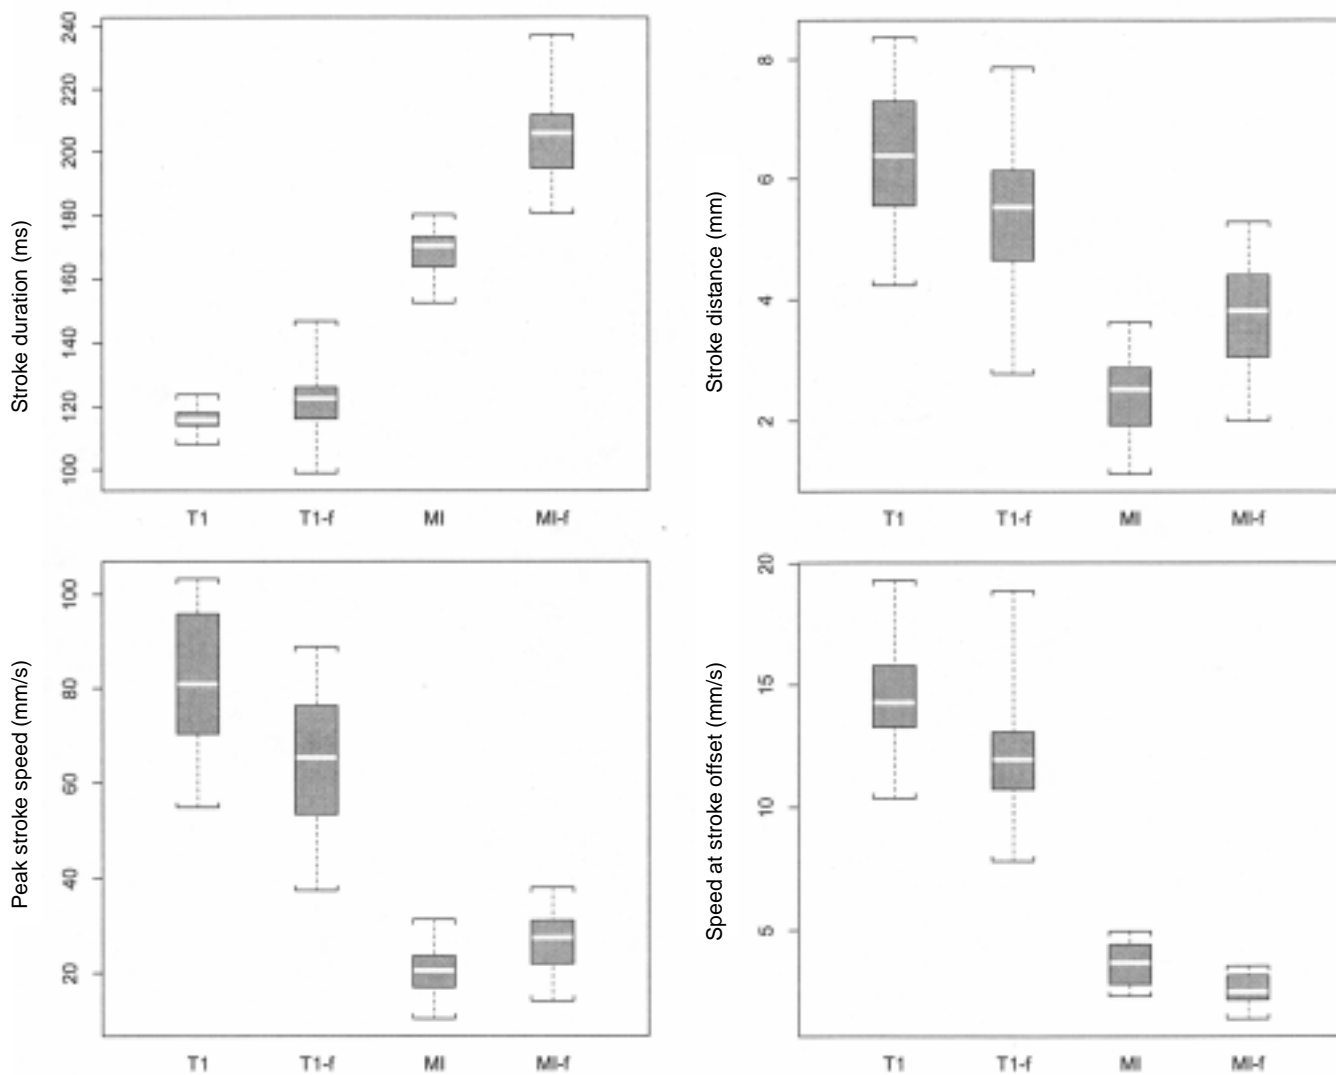 Stroke duration (ms)
240
220
200
180
160
140
120
100
T1 T1-f MI MI-f
Stroke distance (mm)
8
6
4
2
T1 T1-f MI MI-f
Peak stroke speed (mm/s)
100
80
60
40
20
T1 T1-f MI MI-f
Speed at stroke offset (mm/s)
20
15
10
5
T1 T1-f MI MI-f